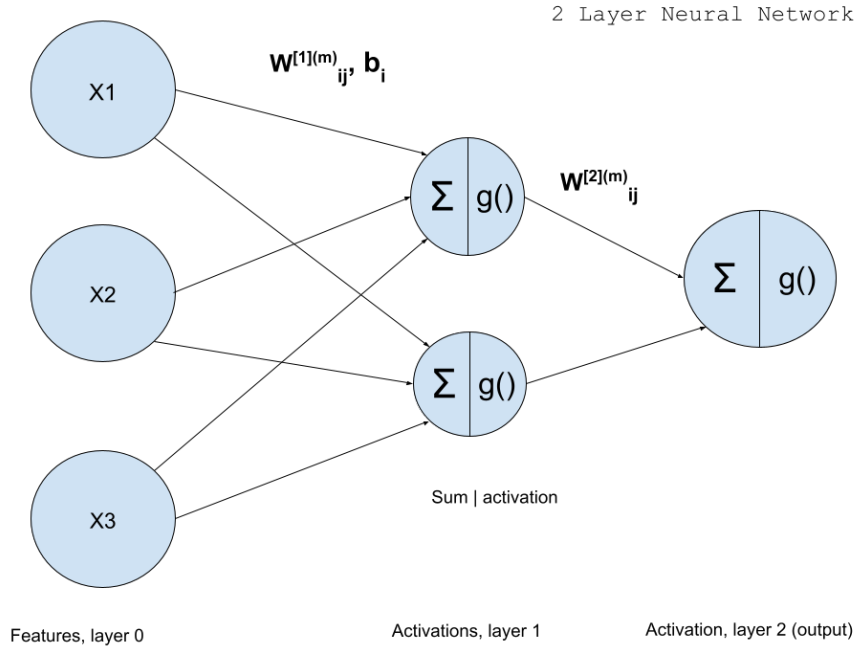 2 Layer Neural Network
X1
W[1](m)ij, bi
Σ g()
W[2](m)ij
X2
Σ g()
Σ g()
X3
Sum | activation
Features, layer 0
Activations, layer 1
Activation, layer 2 (output)